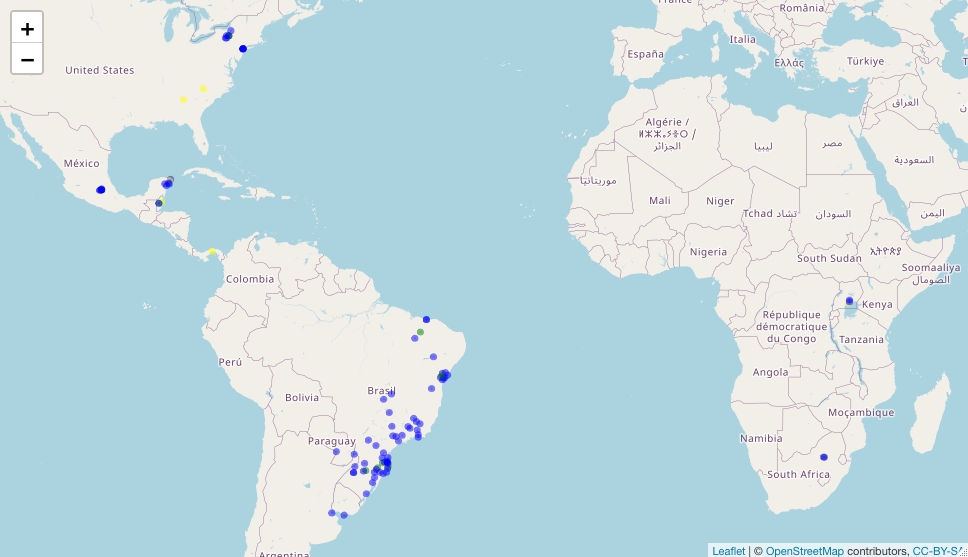 +
−
France
România
Italia
España
Ελλάς
Türkiye
United States
العراق
Algérie /
ⵍⵣⵣⴰⵢⴻⵔ /
الجزائر
ليبيا
مصر
السعودية
México
موريتانيا
Mali
Niger
Tchad تشاد
السودان
اليمن
Nigeria
South Sudan
ኢትዮጵያ
Soomaaliya
الصومال
Colombia
Kenya
République
démocratique
du Congo
Tanzania
Perú
Brasil
Angola
Bolivia
Moçambique
Paraguay
Namibia
South Africa
Argentina
Leaflet | © OpenStreetMap contributors, CC-BY-SA